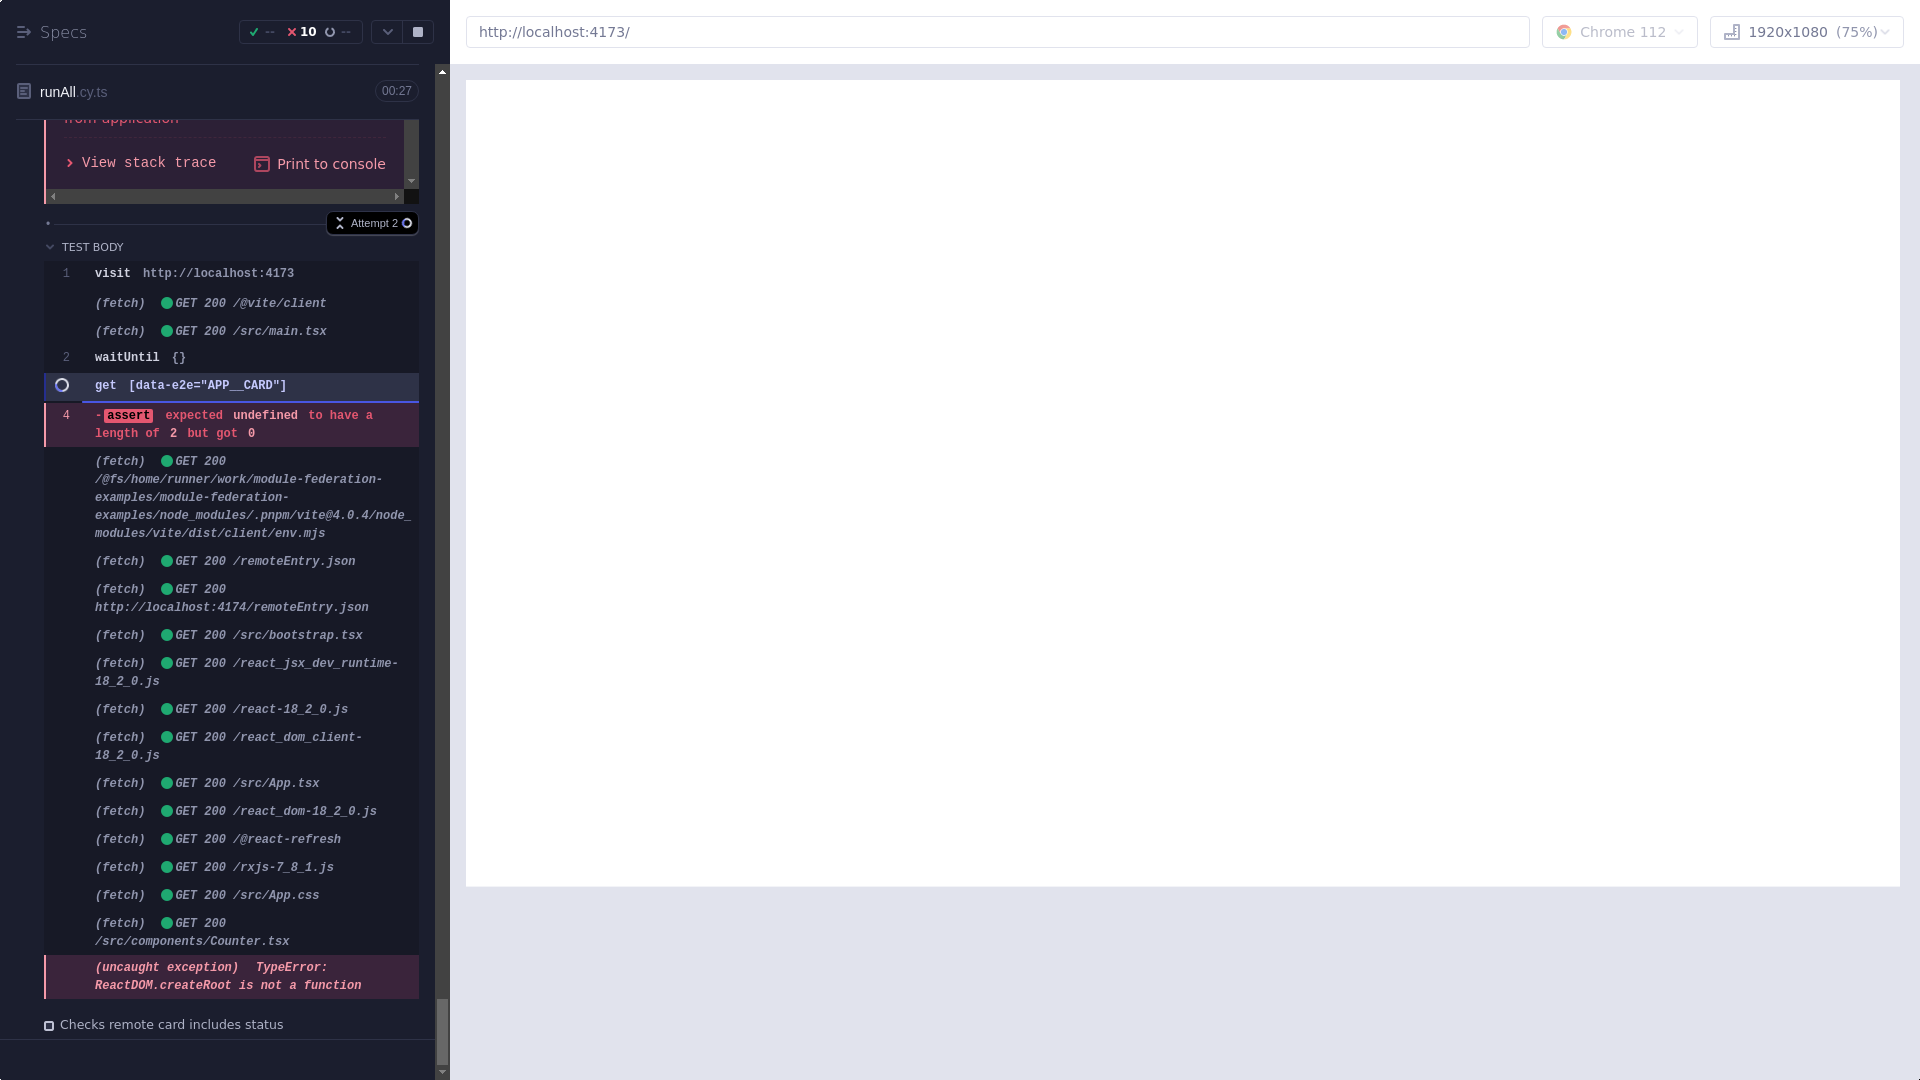 Specs
--
10
--
http://localhost:4173/
Chrome 112
1920x1080 (75%)
runAll.cy.ts
00:27
from application
View stack trace
Print to console
Attempt 2
TEST BODY
1 visit http://localhost:4173
(fetch) GET 200 /@vite/client
(fetch) GET 200 /src/main.tsx
2 waitUntil {}
get [data-e2e="APP__CARD"]
4 -assert expected undefined to have a
length of 2 but got 0
(fetch) GET 200
/@fs/home/runner/work/module-federation-
examples/module-federation-
examples/node_modules/.pnpm/vite@4.0.4/node_
modules/vite/dist/client/env.mjs
(fetch) GET 200 /remoteEntry.json
(fetch) GET 200
http://localhost:4174/remoteEntry.json
(fetch) GET 200 /src/bootstrap.tsx
(fetch) GET 200 /react_jsx_dev_runtime-
18_2_0.js
(fetch) GET 200 /react-18_2_0.js
(fetch) GET 200 /react_dom_client-
18_2_0.js
(fetch) GET 200 /src/App.tsx
(fetch) GET 200 /react_dom-18_2_0.js
(fetch) GET 200 /@react-refresh
(fetch) GET 200 /rxjs-7_8_1.js
(fetch) GET 200 /src/App.css
(fetch) GET 200
/src/components/Counter.tsx
(uncaught exception) TypeError:
ReactDOM.createRoot is not a function
Checks remote card includes status